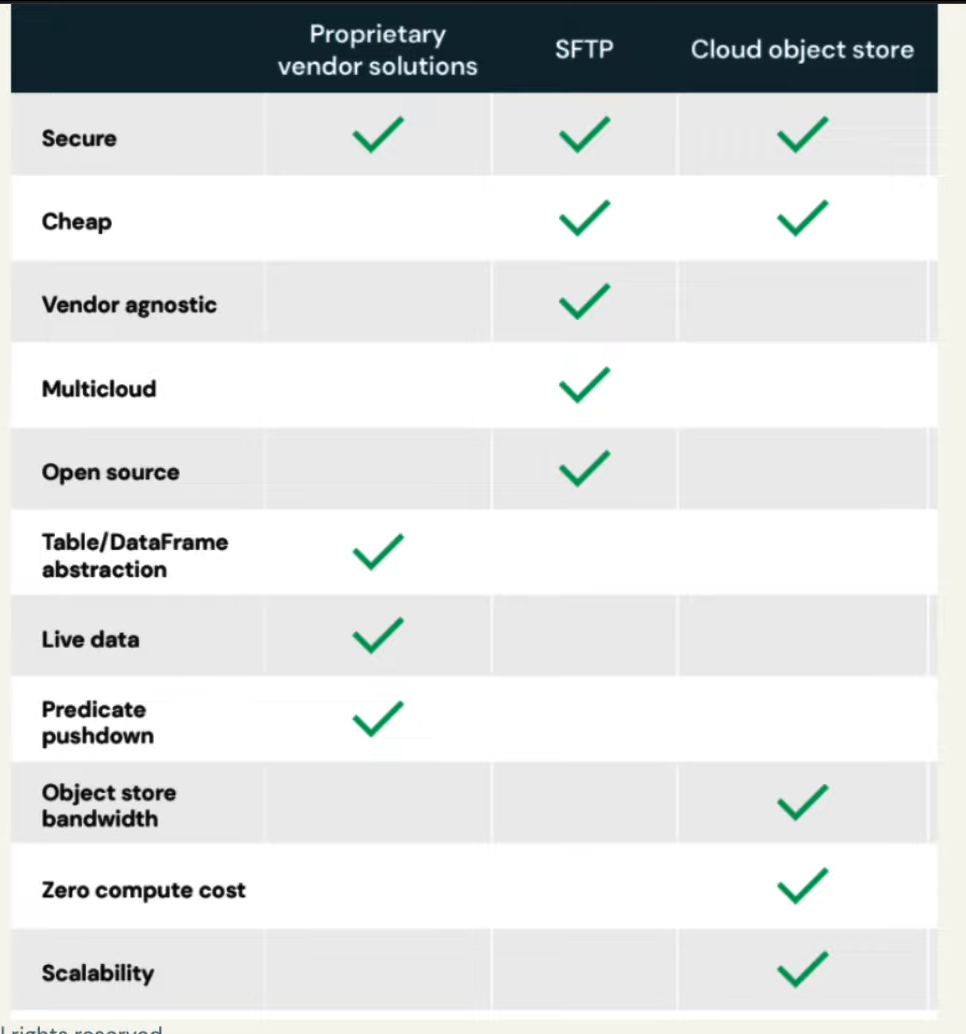 Proprietary
vendor solutions
SFTP
Cloud object store
Secure
Cheap
Vendor agnostic
Multicloud
Open source
Table/DataFrame
abstraction
Live data
Predicate
pushdown
Object store
bandwidth
Zero compute cost
Scalability
l rights reserved